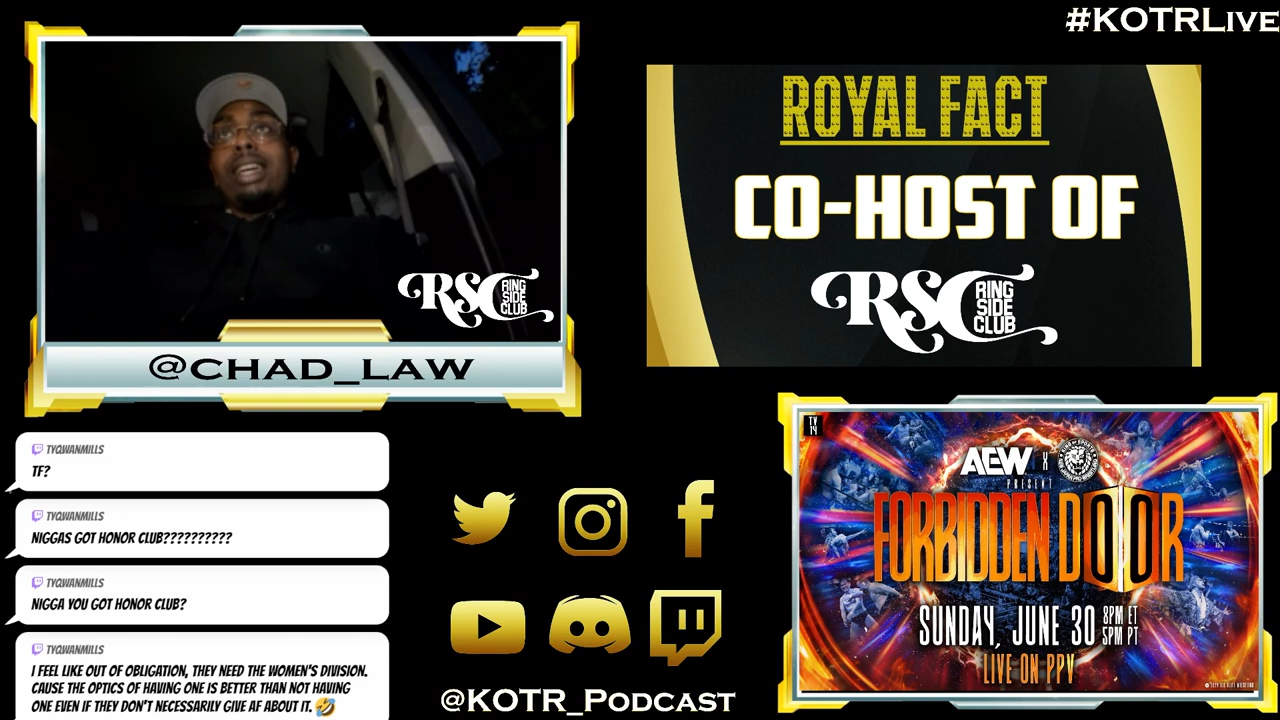 #KOTRLive
RSC RING
SIDE
CLUB
@CHAD_LAW
ROYAL FACT
CO-HOST OF
RSC RING
SIDE
CLUB
TYQWANMILLS
TF?
TYQWANMILLS
NIGGAS GOT HONOR CLUB??????????
TYQWANMILLS
NIGGA YOU GOT HONOR CLUB?
TYQWANMILLS
I FEEL LIKE OUT OF OBLIGATION, THEY NEED THE WOMEN'S DIVISION.
CAUSE THE OPTICS OF HAVING ONE IS BETTER THAN NOT HAVING
ONE EVEN IF THEY DON'T NECESSARILY GIVE AF ABOUT IT. 🤣
@KOTR_Podcast
TV
14
AEW X
PRESENT
FORBIDDEN DOOR
SUNDAY, JUNE 30 8PM ET
5PM PT
LIVE ON PPV